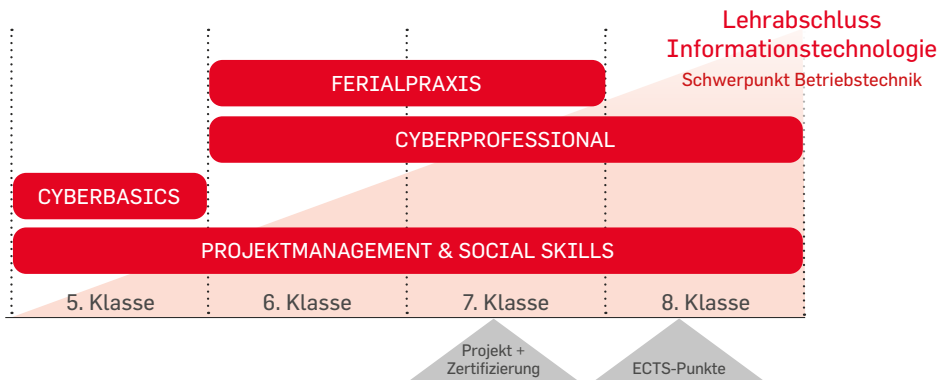 Lehrabschluss
Informationstechnologie
Schwerpunkt Betriebstechnik
FERIALPRAXIS
CYBERPROFESSIONAL
CYBERBASICS
PROJEKTMANAGEMENT & SOCIAL SKILLS
5. Klasse
6. Klasse
7. Klasse
8. Klasse
Projekt +
Zertifizierung
ECTS-Punkte